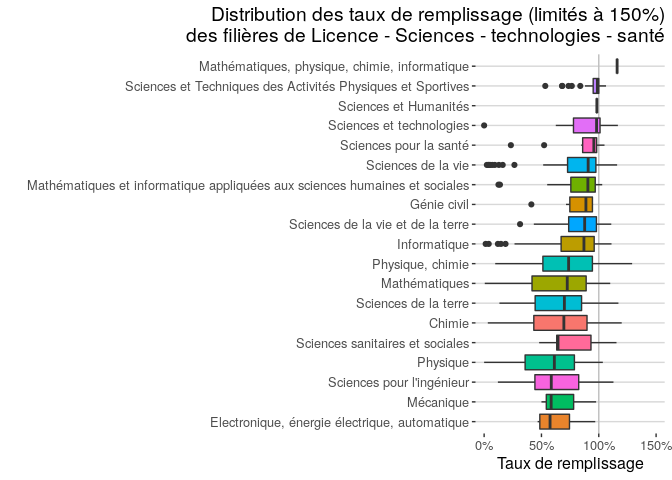 Distribution des taux de remplissage (limités à 150%)
des filières de Licence - Sciences - technologies - santé
Mathématiques, physique, chimie, informatique
Sciences et Techniques des Activités Physiques et Sportives
Sciences et Humanités
Sciences et technologies
Sciences pour la santé
Sciences de la vie
Mathématiques et informatique appliquées aux sciences humaines et sociales
Génie civil
Sciences de la vie et de la terre
Informatique
Physique, chimie
Mathématiques
Sciences de la terre
Chimie
Sciences sanitaires et sociales
Physique
Sciences pour l'ingénieur
Mécanique
Electronique, énergie électrique, automatique
0% 50% 100% 150%
Taux de remplissage